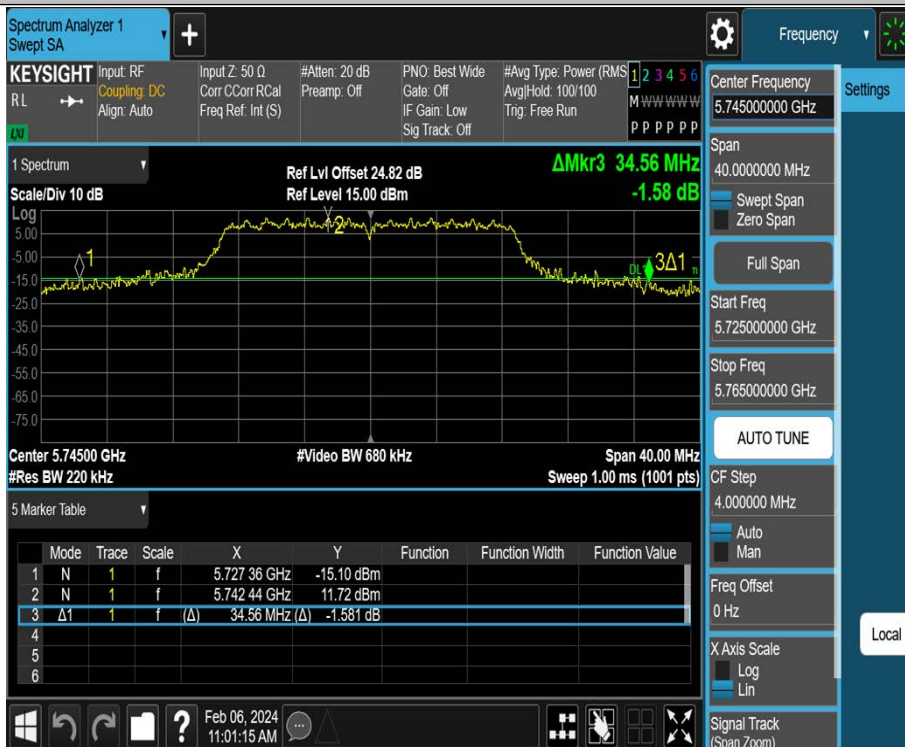 Spectrum Analyzer 1
Swept SA
+
Frequency
KEYSIGHT
RL
LXI
Input: RF
Coupling: DC
Align: Auto
Input Z: 50 Ω
Corr CCorr RCal
Freq Ref: Int (S)
#Atten: 20 dB
Preamp: Off
PNO: Best Wide
Gate: Off
IF Gain: Low
Sig Track: Off
#Avg Type: Power (RMS
Avg|Hold: 100/100
Trig: Free Run
1 2 3 4 5 6
M W W W W W
P P P P P P
1 Spectrum
Scale/Div 10 dB
Ref Lvl Offset 24.82 dB
Ref Level 15.00 dBm
ΔMkr3 34.56 MHz
-1.58 dB
Log
5.00
-5.00
-15.0
-25.0
-35.0
-45.0
-55.0
-65.0
-75.0
1
2
3Δ1
Center 5.74500 GHz
#Res BW 220 kHz
#Video BW 680 kHz
Span 40.00 MHz
Sweep 1.00 ms (1001 pts)
5 Marker Table
Mode Trace Scale X Y Function Function Width Function Value
1 N 1 f 5.727 36 GHz -15.10 dBm
2 N 1 f 5.742 44 GHz 11.72 dBm
3 Δ1 1 f (Δ) 34.56 MHz (Δ) -1.581 dB
4
5
6
Feb 06, 2024
11:01:15 AM
?
Center Frequency
5.745000000 GHz
Span
40.0000000 MHz
Swept Span
Zero Span
Full Span
Start Freq
5.725000000 GHz
Stop Freq
5.765000000 GHz
AUTO TUNE
CF Step
4.000000 MHz
Auto
Man
Freq Offset
0 Hz
X Axis Scale
Log
Lin
Signal Track
(Span Zoom)
Settings
Local